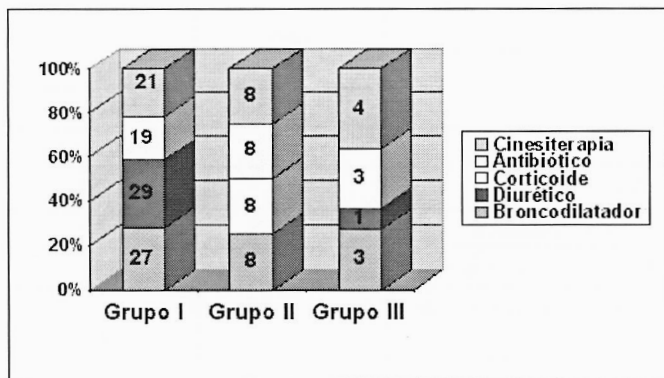 100%
80%
60%
40%
20%
0%
21
19
29
27
8
8
8
8
4
3
1
3
Grupo I
Grupo II
Grupo III
Cinesiterapia
Antibiótico
Corticoide
Diurético
Broncodilatador